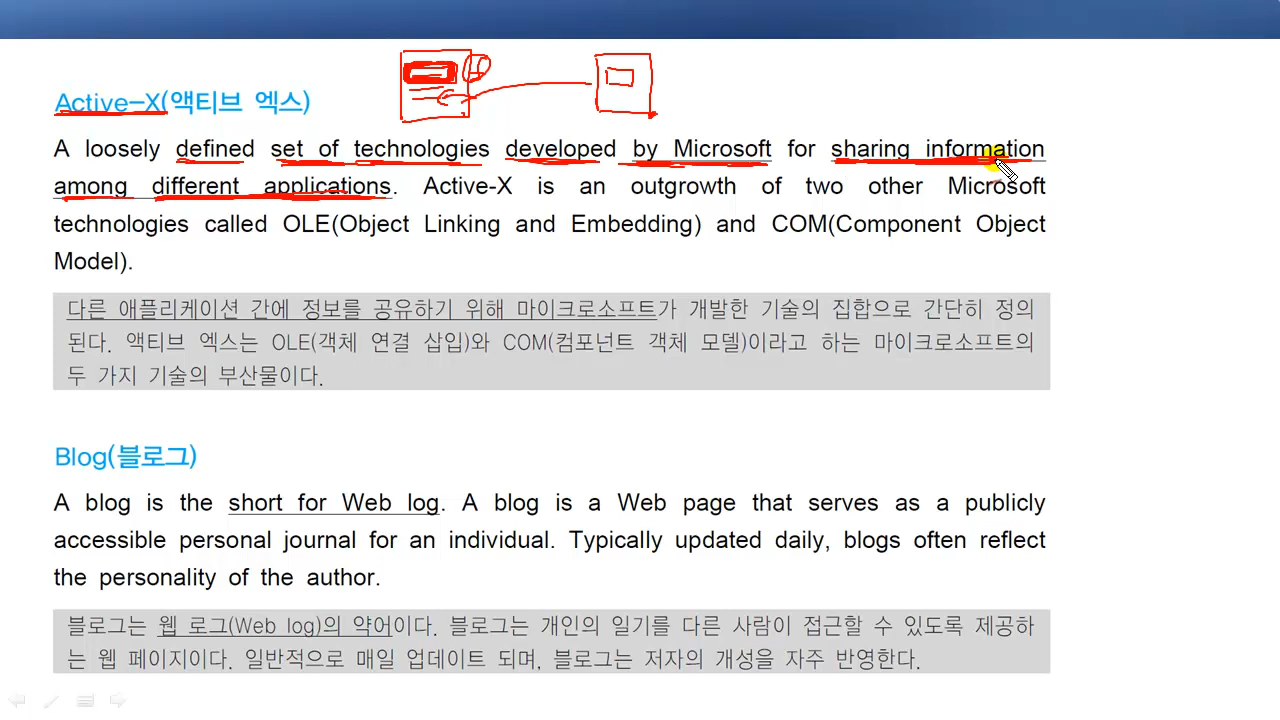 Active-X(액티브 엑스)
A loosely defined set of technologies developed by Microsoft for sharing information
among different applications. Active-X is an outgrowth of two other Microsoft
technologies called OLE(Object Linking and Embedding) and COM(Component Object
Model).
다른 애플리케이션 간에 정보를 공유하기 위해 마이크로소프트가 개발한 기술의 집합으로 간단히 정의
된다. 액티브 엑스는 OLE(객체 연결 삽입)와 COM(컴포넌트 객체 모델)이라고 하는 마이크로소프트의
두 가지 기술의 부산물이다.
Blog(블로그)
A blog is the short for Web log. A blog is a Web page that serves as a publicly
accessible personal journal for an individual. Typically updated daily, blogs often reflect
the personality of the author.
블로그는 웹 로그(Web log)의 약어이다. 블로그는 개인의 일기를 다른 사람이 접근할 수 있도록 제공하
는 웹 페이지이다. 일반적으로 매일 업데이트 되며, 블로그는 저자의 개성을 자주 반영한다.